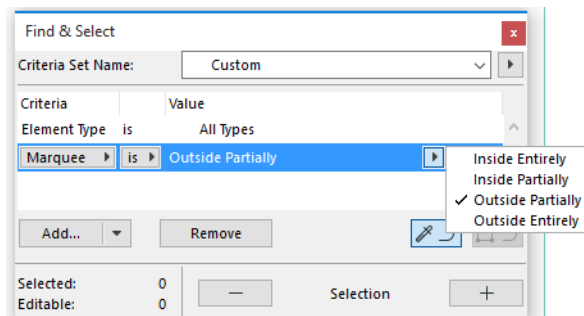 Find & Select
x
Criteria Set Name: Custom
Criteria Value
Element Type is All Types
Marquee is Outside Partially
Inside Entirely
Inside Partially
✓ Outside Partially
Outside Entirely
Add... Remove
Selected: 0
Editable: 0
— Selection +